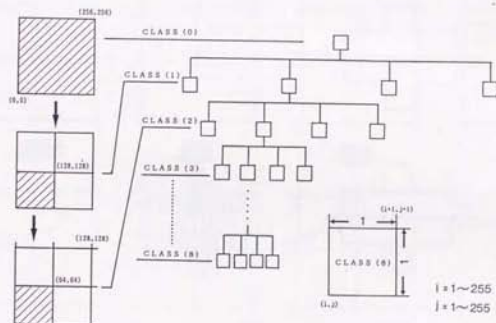 (256,256)
CLASS (0)
(0,0)
CLASS (1)
(128,128)
CLASS (2)
(128,128)
(64,64)
CLASS (3)
CLASS (8)
(i+1,j+1)
1
CLASS (8)
1
(i,j)
i = 1～255
j = 1～255